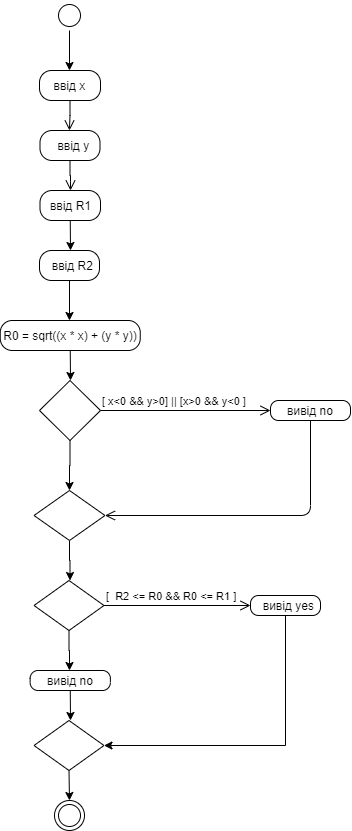 ввід x
ввід y
ввід R1
ввід R2
R0 = sqrt((x * x) + (y * y))
[ x<0 && y>0] || [x>0 && y<0 ]
вивід no
[ R2 <= R0 && R0 <= R1 ]
вивід yes
вивід no